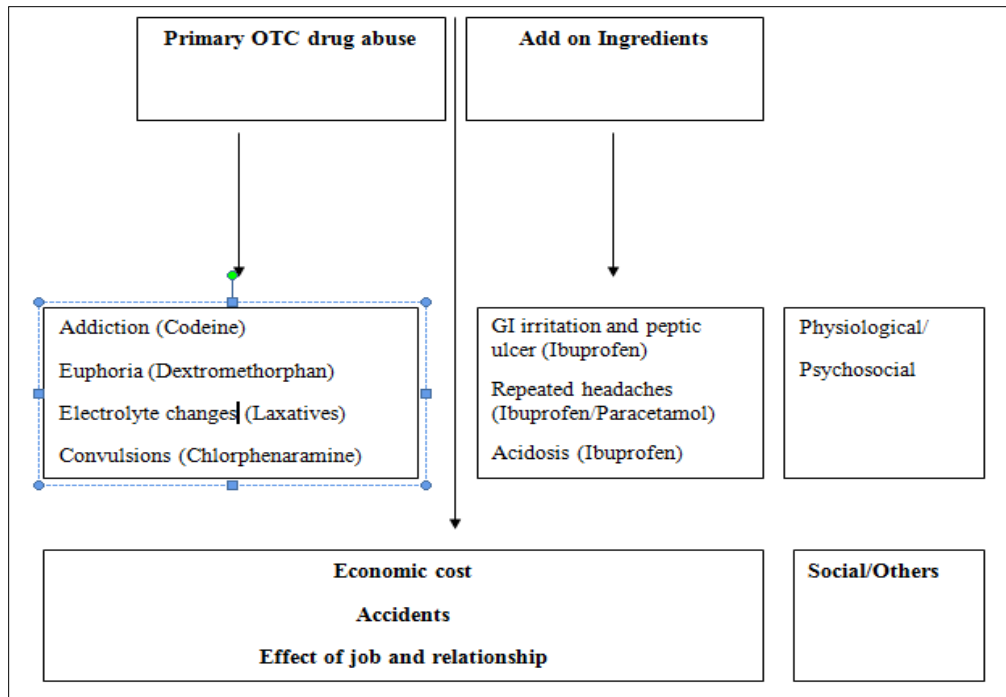 Primary OTC drug abuse
Add on Ingredients
Addiction (Codeine)
Euphoria (Dextromethorphan)
Electrolyte changes (Laxatives)
Convulsions (Chlorphenaramine)
GI irritation and peptic
ulcer (Ibuprofen)
Repeated headaches
(Ibuprofen/Paracetamol)
Acidosis (Ibuprofen)
Physiological/
Psychosocial
Economic cost
Accidents
Effect of job and relationship
Social/Others